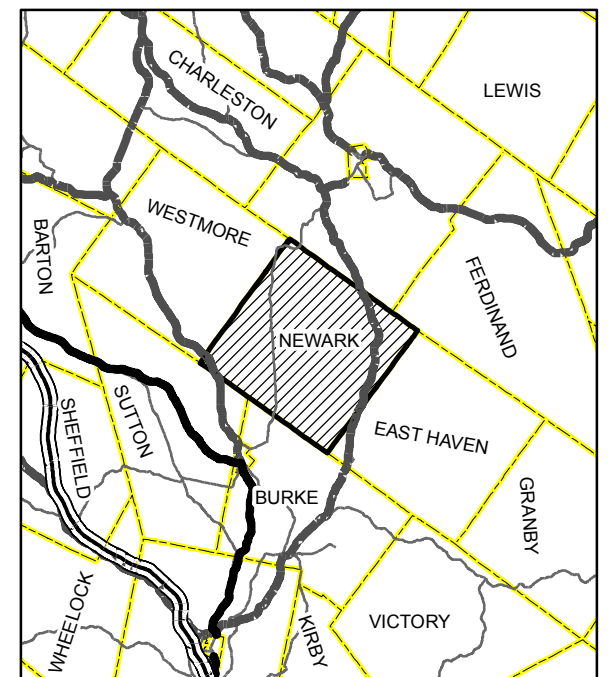 CHARLESTON
LEWIS
WESTMORE
BARTON
FERDINAND
NEWARK
SUTTON
SHEFFIELD
EAST HAVEN
GRANBY
BURKE
WHEELOCK
KIRBY
VICTORY